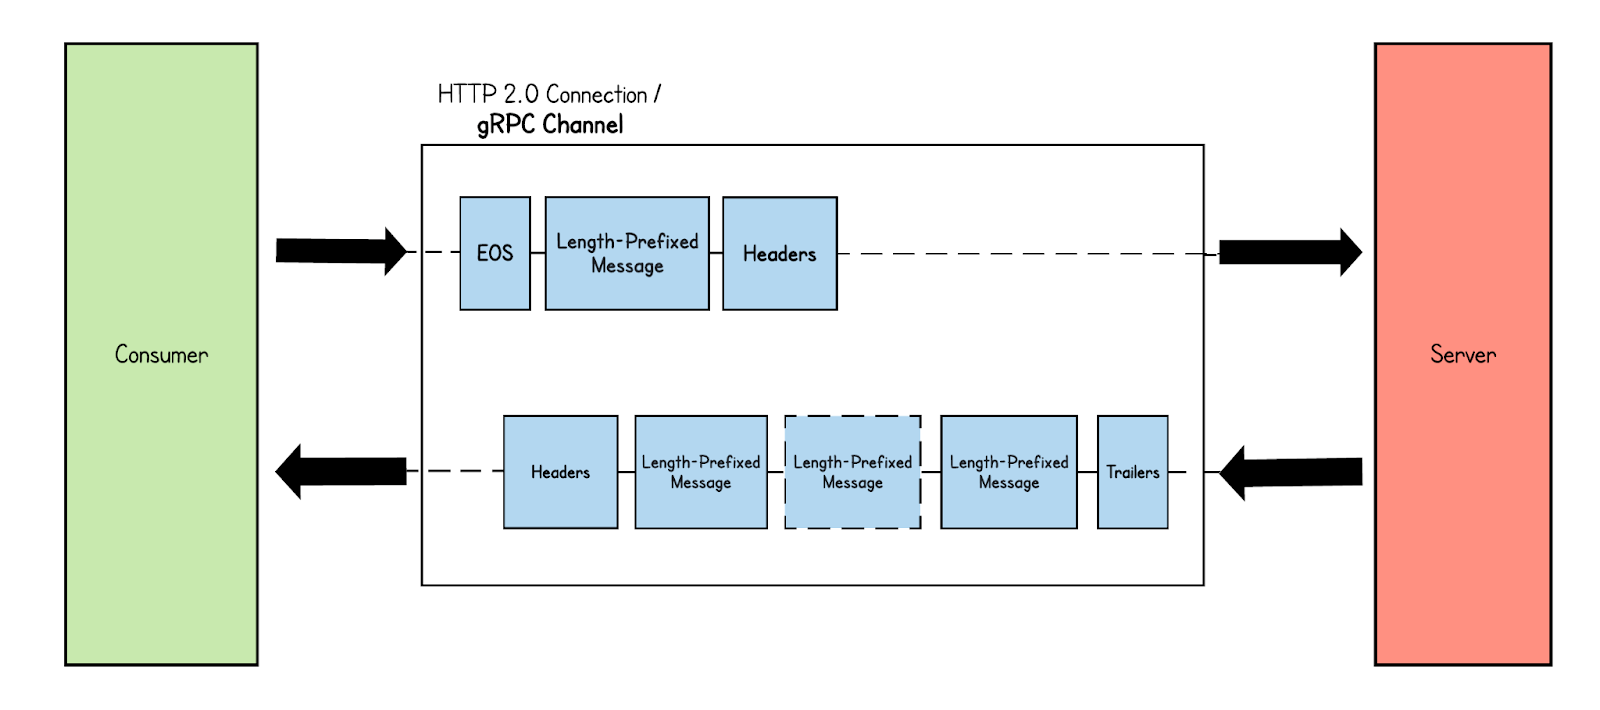 HTTP 2.0 Connection /
gRPC Channel
EOS
Length-Prefixed
Message
Headers
Consumer
Server
Headers
Length-Prefixed
Message
Length-Prefixed
Message
Length-Prefixed
Message
Trailers